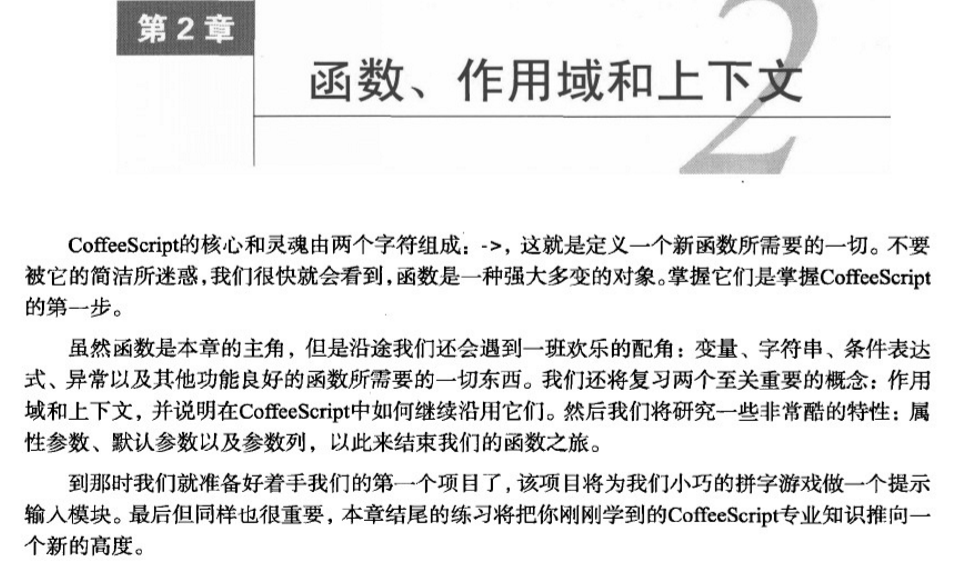 第2章
2
函数、作用域和上下文
CoffeeScript的核心和灵魂由两个字符组成：->，这就是定义一个新函数所需要的一切。不要
被它的简洁所迷惑，我们很快就会看到，函数是一种强大多变的对象。掌握它们是掌握CoffeeScript
的第一步。
虽然函数是本章的主角，但是沿途我们还会遇到一班欢乐的配角：变量、字符串、条件表达
式、异常以及其他功能良好的函数所需要的一切东西。我们还将复习两个至关重要的概念：作用
域和上下文，并说明在CoffeeScript中如何继续沿用它们。然后我们将研究一些非常酷的特性：属
性参数、默认参数以及参数列，以此来结束我们的函数之旅。
到那时我们就准备好着手我们的第一个项目了，该项目将为我们小巧的拼字游戏做一个提示
输入模块。最后但同样也很重要，本章结尾的练习将把你刚刚学到的CoffeeScript专业知识推向一
个新的高度。